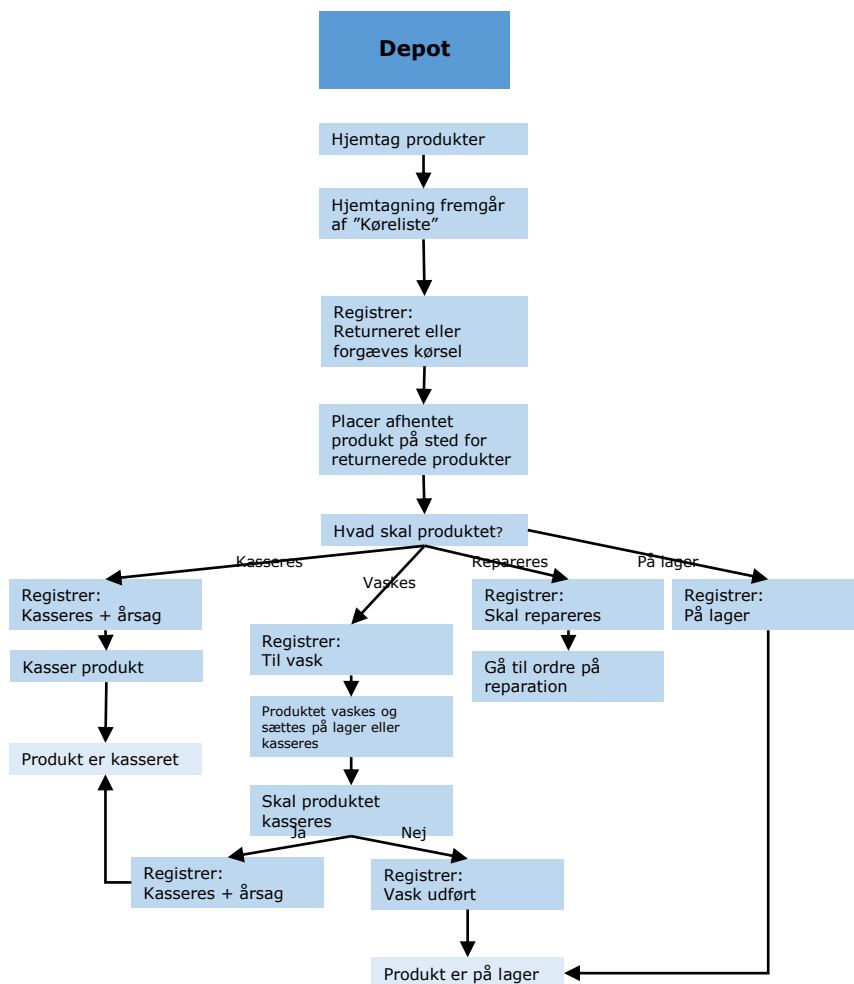 Depot
Hjemtag produkter
Hjemtagning fremgår
af ”Køreliste”
Registrer:
Returneret eller
forgæves kørsel
Placer afhentet
produkt på sted for
returnerede produkter
Hvad skal produktet?
Kasseres
Vaskes
Repareres
På lager
Registrer:
Kasseres + årsag
Kasser produkt
Produkt er kasseret
Registrer:
Til vask
Produktet vaskes og
sættes på lager eller
kasseres
Skal produktet
kasseres
Ja
Nej
Registrer:
Kasseres + årsag
Registrer:
Vask udført
Produkt er på lager
Registrer:
Skal repareres
Gå til ordre på
reparation
Registrer:
På lager